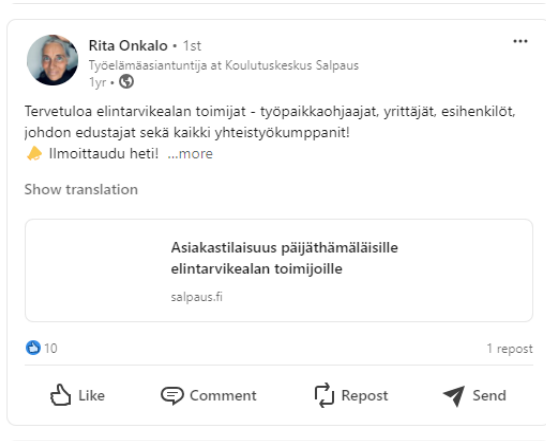 Rita Onkalo • 1st
Työelämäasiantuntija at Koulutuskeskus Salpaus
1yr •
Tervetuloa elintarvikealan toimijat - työpaikkaohjaajat, yrittäjät, esihenkilöt,
johdon edustajat sekä kaikki yhteistyökumppanit!
📣 Ilmoittaudu heti! ...more
Show translation
Asiakastilaisuus päijäthämäläisille
elintarvikealan toimijoille
salpaus.fi
10
1 repost
Like
Comment
Repost
Send